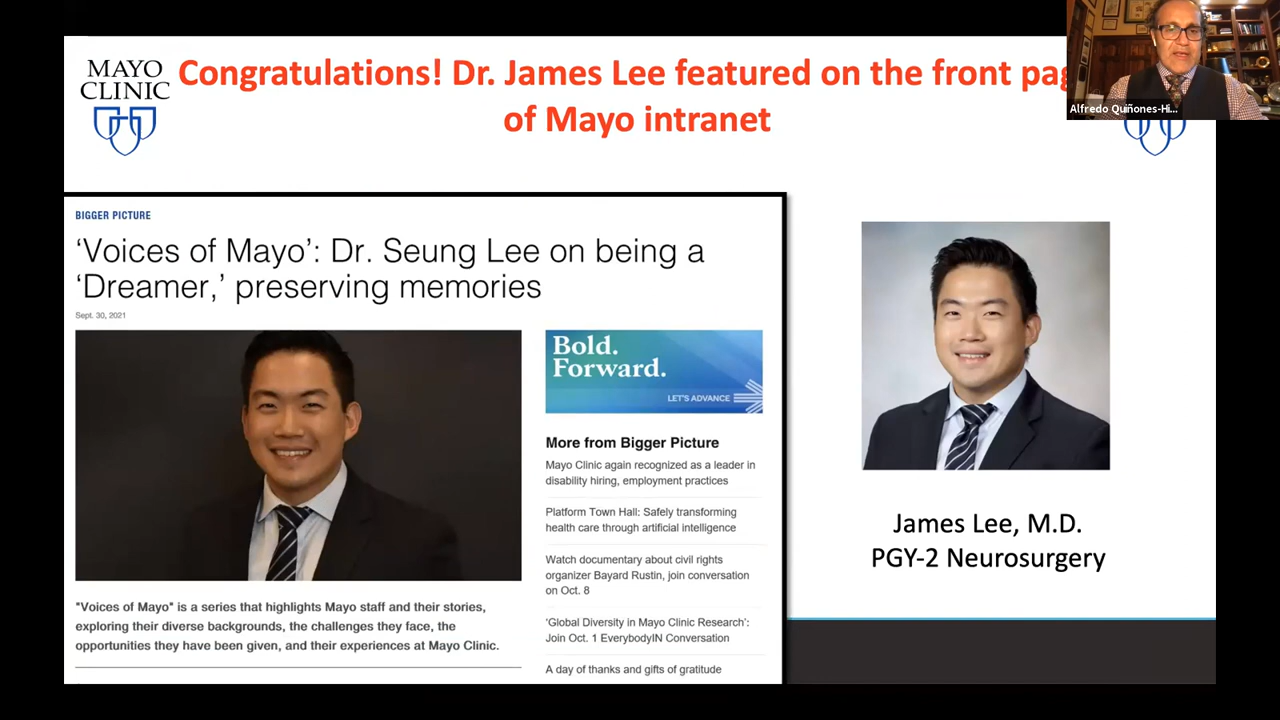 MAYO
CLINIC
Congratulations! Dr. James Lee featured on the front
of Mayo intranet
Alfredo Quiñones-Hi...
BIGGER PICTURE
‘Voices of Mayo’: Dr. Seung Lee on being a
‘Dreamer,’ preserving memories
Sept. 30, 2021
Bold.
Forward.
LET'S ADVANCE
"Voices of Mayo" is a series that highlights Mayo staff and their stories,
exploring their diverse backgrounds, the challenges they face, the
opportunities they have been given, and their experiences at Mayo Clinic.
More from Bigger Picture
Mayo Clinic again recognized as a leader in
disability hiring, employment practices
Platform Town Hall: Safely transforming
health care through artificial intelligence
Watch documentary about civil rights
organizer Bayard Rustin, join conversation
on Oct. 8
‘Global Diversity in Mayo Clinic Research’:
Join Oct. 1 EverybodyIN Conversation
A day of thanks and gifts of gratitude
James Lee, M.D.
PGY-2 Neurosurgery